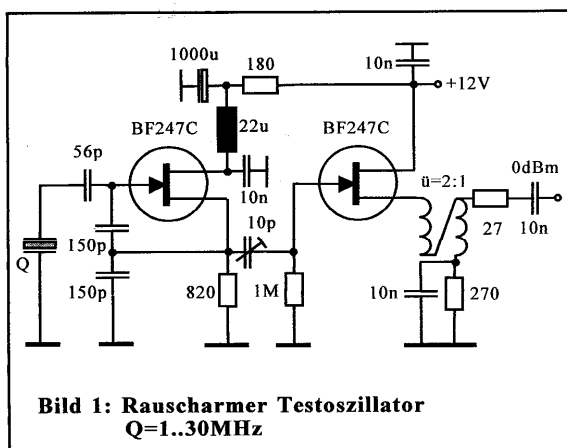 1000u
180
10n
+12V
BF247C
22u
BF247C
56p
ü=2:1
0dBm
10n
10p
27
10n
Q
150p
150p
820
1M
10n
270
Bild 1: Rauscharmer Testoszillator
Q=1..30MHz